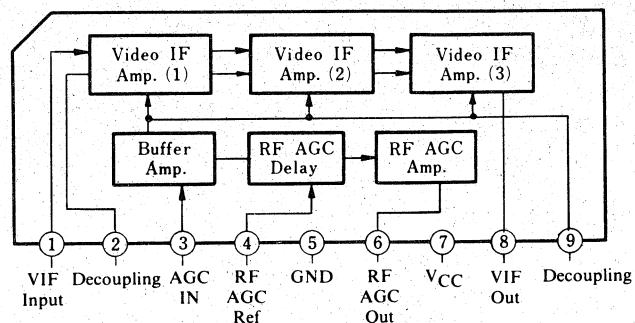 Video IF
Amp. (1)
Video IF
Amp. (2)
Video IF
Amp. (3)
Buffer
Amp.
RF AGC
Delay
RF AGC
Amp.
1
2
3
4
5
6
7
8
9
VIF
Input
Decoupling
AGC
IN
RF
AGC
Ref
GND
RF
AGC
Out
VCC
VIF
Out
Decoupling